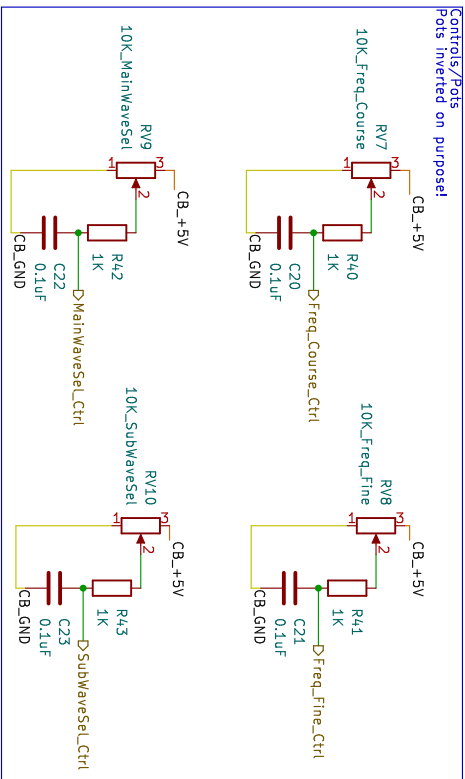 Controls/Pots
Pots inverted on purpose!
CB_+5V
3
RV7
10K_Freq_Course
2
1
R40
1K
Freq_Course_Ctrl
C20
0.1uF
CB_GND
CB_+5V
3
RV8
10K_Freq_Fine
2
1
R41
1K
Freq_Fine_Ctrl
C21
0.1uF
CB_GND
CB_+5V
3
RV9
10K_MainWaveSel
2
1
R42
1K
MainWaveSel_Ctrl
C22
0.1uF
CB_GND
CB_+5V
3
RV10
10K_SubWaveSel
2
1
R43
1K
SubWaveSel_Ctrl
C23
0.1uF
CB_GND